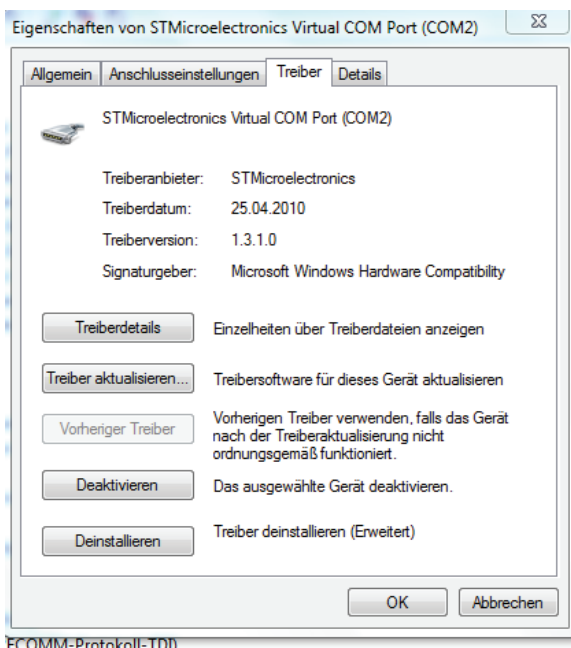 Eigenschaften von STMicroelectronics Virtual COM Port (COM2)
Allgemein Anschlusseinstellungen Treiber Details
STMicroelectronics Virtual COM Port (COM2)
Treiberanbieter: STMicroelectronics
Treiberdatum: 25.04.2010
Treiberversion: 1.3.1.0
Signaturgeber: Microsoft Windows Hardware Compatibility
Treiberdetails Einzelheiten über Treiberdateien anzeigen
Treiber aktualisieren... Treibersoftware für dieses Gerät aktualisieren
Vorheriger Treiber Vorherigen Treiber verwenden, falls das Gerät
nach der Treiberaktualisierung nicht
ordnungsgemäß funktioniert.
Deaktivieren Das ausgewählte Gerät deaktivieren.
Deinstallieren Treiber deinstallieren (Erweitert)
OK Abbrechen
FCOMM-Protokoll-TDI)